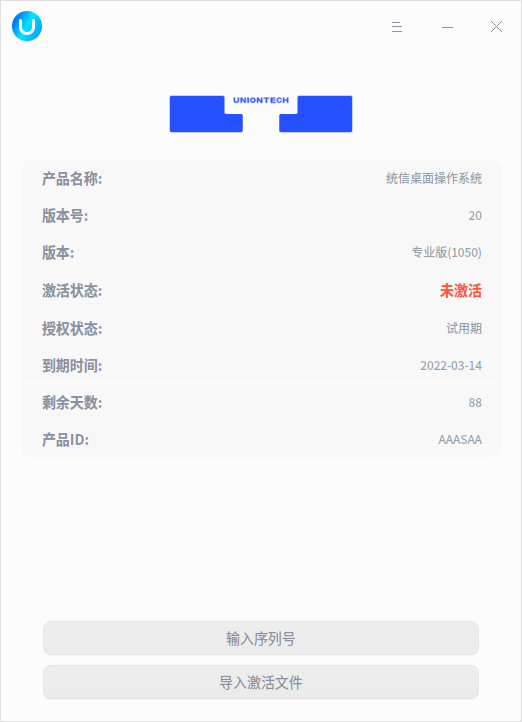 UNIONTECH
产品名称: 统信桌面操作系统
版本号: 20
版本: 专业版(1050)
激活状态: 未激活
授权状态: 试用期
到期时间: 2022-03-14
剩余天数: 88
产品ID: AAASAA
输入序列号
导入激活文件